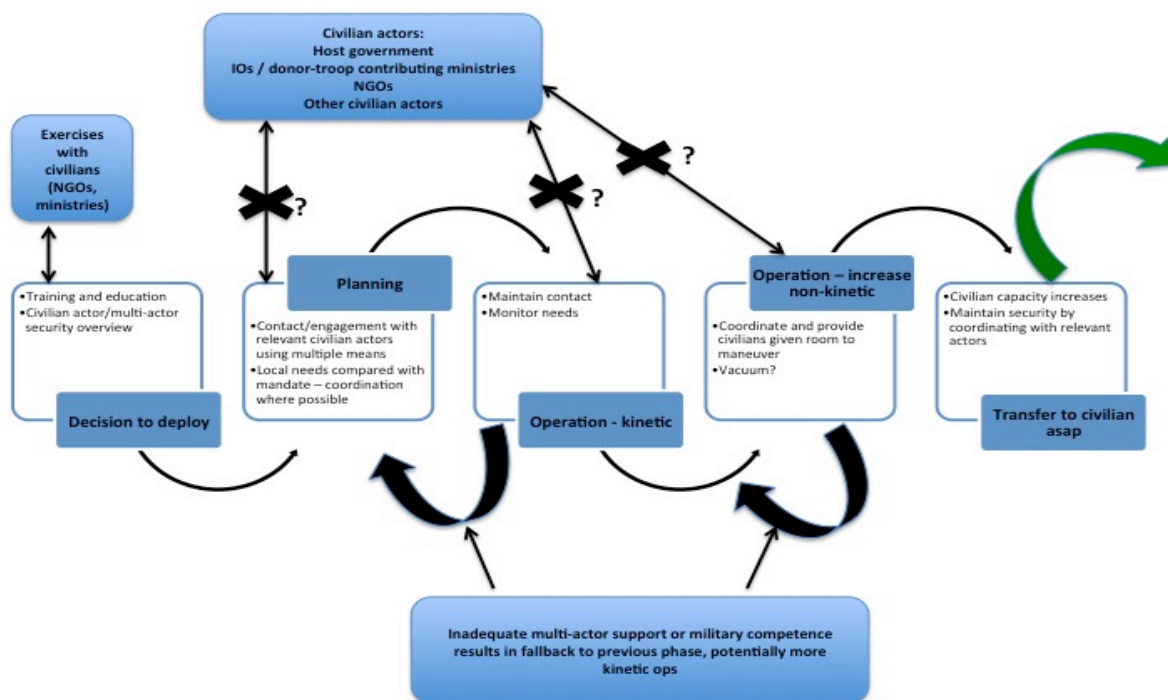 Civilian actors:
Host government
IOs / donor-troop contributing ministries
NGOs
Other civilian actors
Exercises
with
civilians
(NGOs,
ministries)
?
?
?
•Training and education
•Civilian actor/multi-actor
security overview
Decision to deploy
Planning
•Contact/engagement with
relevant civilian actors
using multiple means
•Local needs compared with
mandate – coordination
where possible
•Maintain contact
•Monitor needs
Operation - kinetic
Operation – increase
non-kinetic
•Coordinate and provide
civilians given room to
maneuver
•Vacuum?
•Civilian capacity increases
•Maintain security by
coordinating with relevant
actors
Transfer to civilian
asap
Inadequate multi-actor support or military competence
results in fallback to previous phase, potentially more
kinetic ops